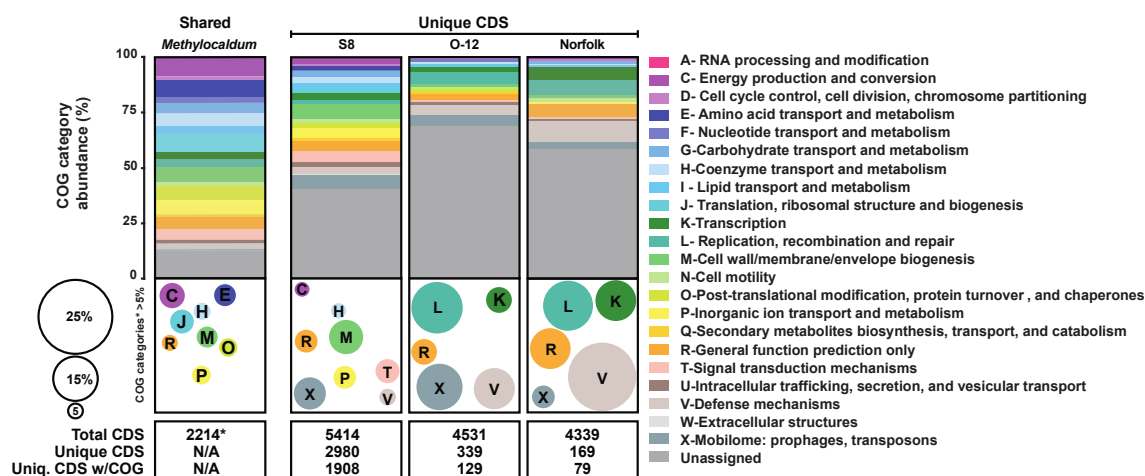 Shared
Unique CDS
Methylocaldum
S8
O-12
Norfolk
COG category
abundance (%)
100
75
50
25
0
A- RNA processing and modification
C- Energy production and conversion
D- Cell cycle control, cell division, chromosome partitioning
E- Amino acid transport and metabolism
F- Nucleotide transport and metabolism
G-Carbohydrate transport and metabolism
H-Coenzyme transport and metabolism
I - Lipid transport and metabolism
J- Translation, ribosomal structure and biogenesis
K-Transcription
L- Replication, recombination and repair
M-Cell wall/membrane/envelope biogenesis
N-Cell motility
O-Post-translational modification, protein turnover , and chaperones
P-Inorganic ion transport and metabolism
Q-Secondary metabolites biosynthesis, transport, and catabolism
R-General function prediction only
T-Signal transduction mechanisms
U-Intracellular trafficking, secretion, and vesicular transport
V-Defense mechanisms
W-Extracellular structures
X-Mobilome: prophages, transposons
Unassigned
25%
15%
5
COG categories * >5%
C E
H
J
M
R O
P
C
H
R M
P T
X V
L K
R
X V
L K
R
V
X
Total CDS 2214* 5414 4531 4339
Unique CDS N/A 2980 339 169
Uniq. CDS w/COG N/A 1908 129 79